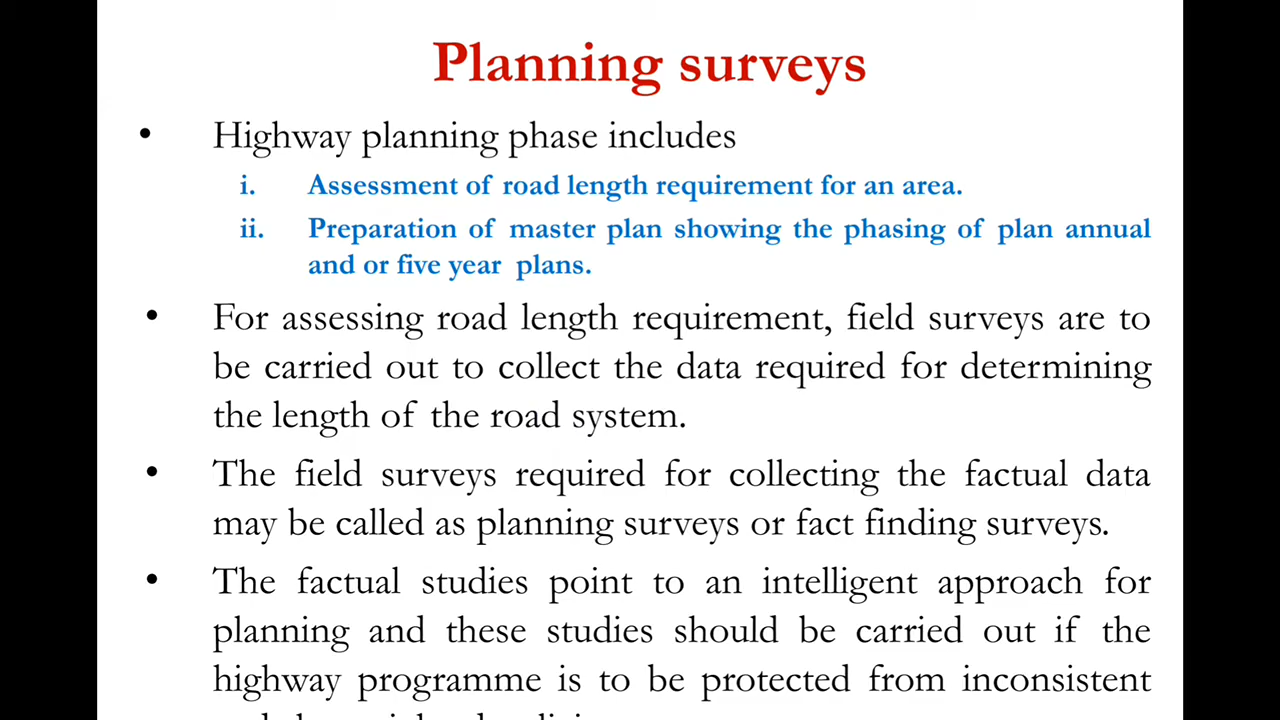 Planning surveys
• Highway planning phase includes
i. Assessment of road length requirement for an area.
ii. Preparation of master plan showing the phasing of plan annual
and or five year plans.
• For assessing road length requirement, field surveys are to
be carried out to collect the data required for determining
the length of the road system.
• The field surveys required for collecting the factual data
may be called as planning surveys or fact finding surveys.
• The factual studies point to an intelligent approach for
planning and these studies should be carried out if the
highway programme is to be protected from inconsistent